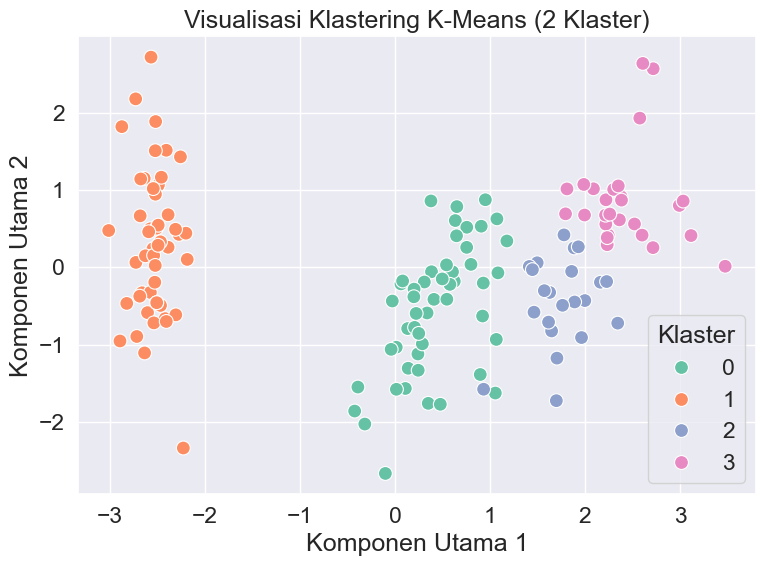 Visualisasi Klastering K-Means (2 Klaster)
Komponen Utama 2
2
1
0
−1
−2
Klaster
0
1
2
3
−3 −2 −1 0 1 2 3
Komponen Utama 1